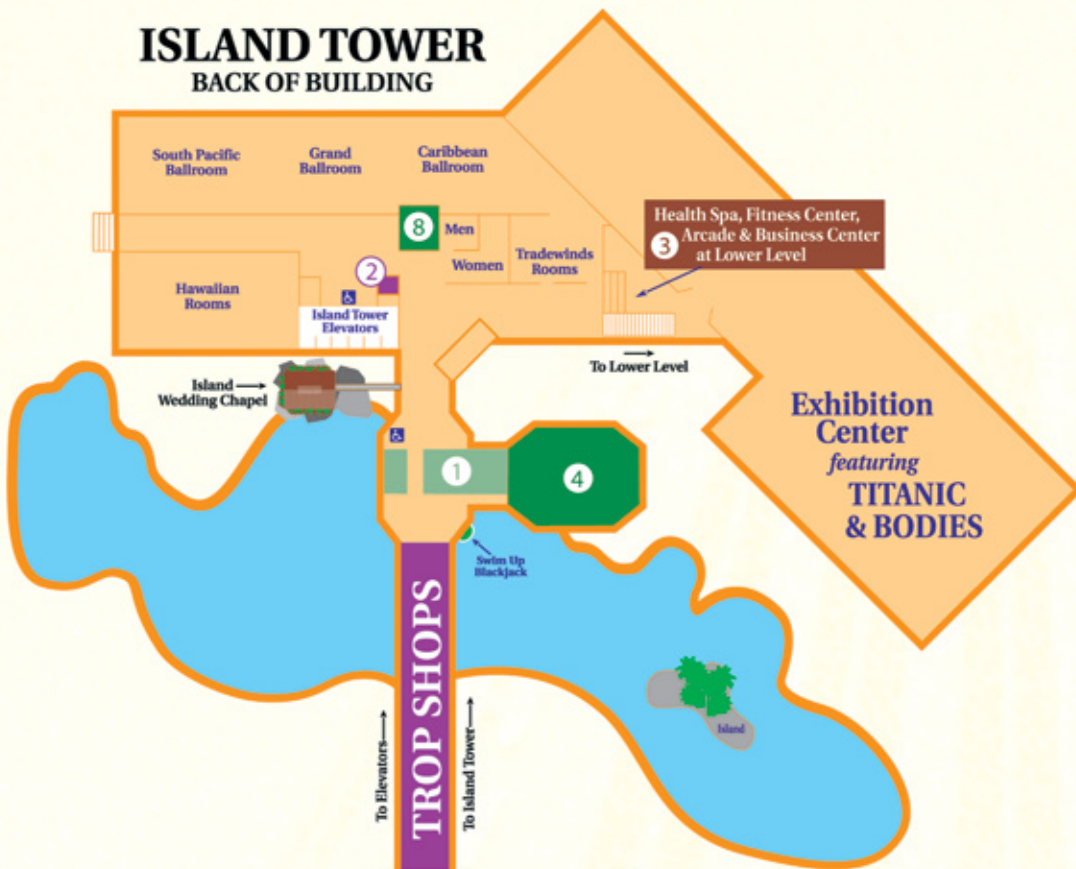 ISLAND TOWER
BACK OF BUILDING
South Pacific
Ballroom
Grand
Ballroom
Caribbean
Ballroom
8
Men
Women
Tradewinds
Rooms
Health Spa, Fitness Center,
3 Arcade & Business Center
at Lower Level
2
Hawaiian
Rooms
Island Tower
Elevators
To Lower Level
Island
Wedding Chapel
Exhibition
Center
featuring
TITANIC
& BODIES
1
4
Swim Up
Blackjack
TROP SHOPS
To Elevators
To Island Tower
Island